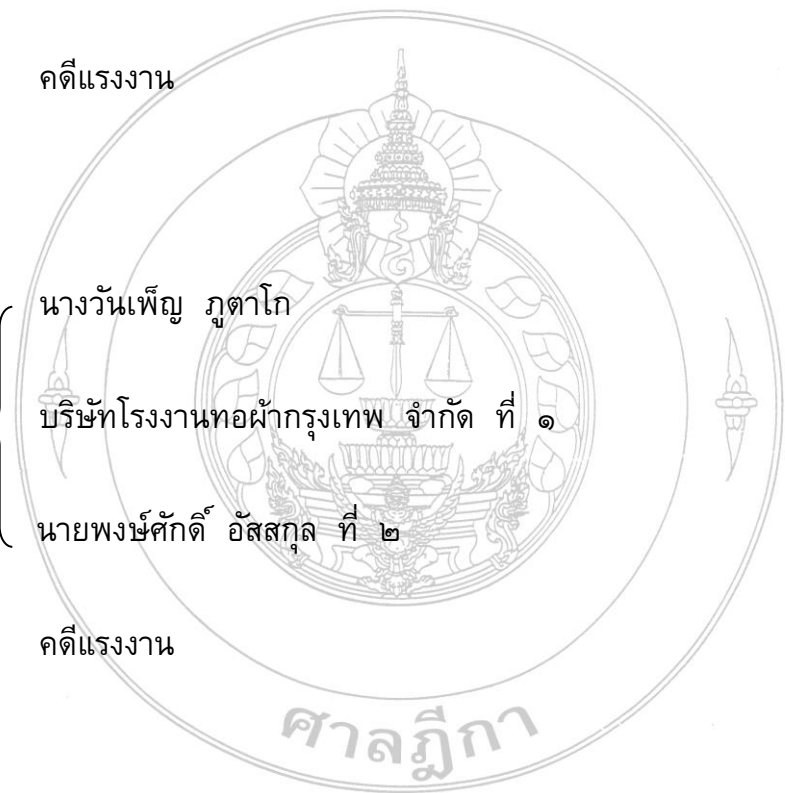 คดีแรงงาน
นางวันเพ็ญ ภูตาโก
บริษัทโรงงานทอผ้ากรุงเทพ จำกัด ที่ ๑
นายพงษ์ศักดิ์ อัสสกุล ที่ ๒
คดีแรงงาน
ศาลฎีกา